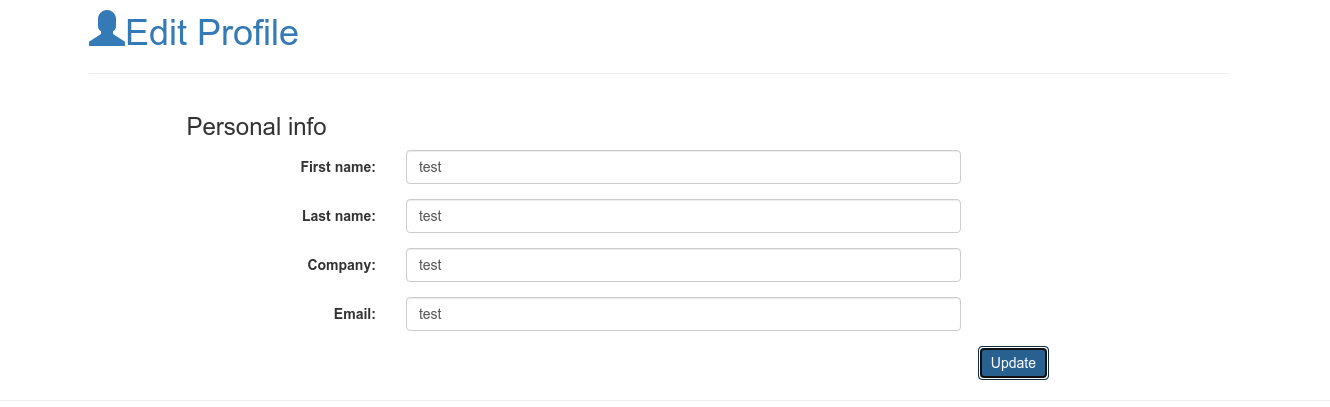 Edit Profile
Personal info
First name: test
Last name: test
Company: test
Email: test
Update